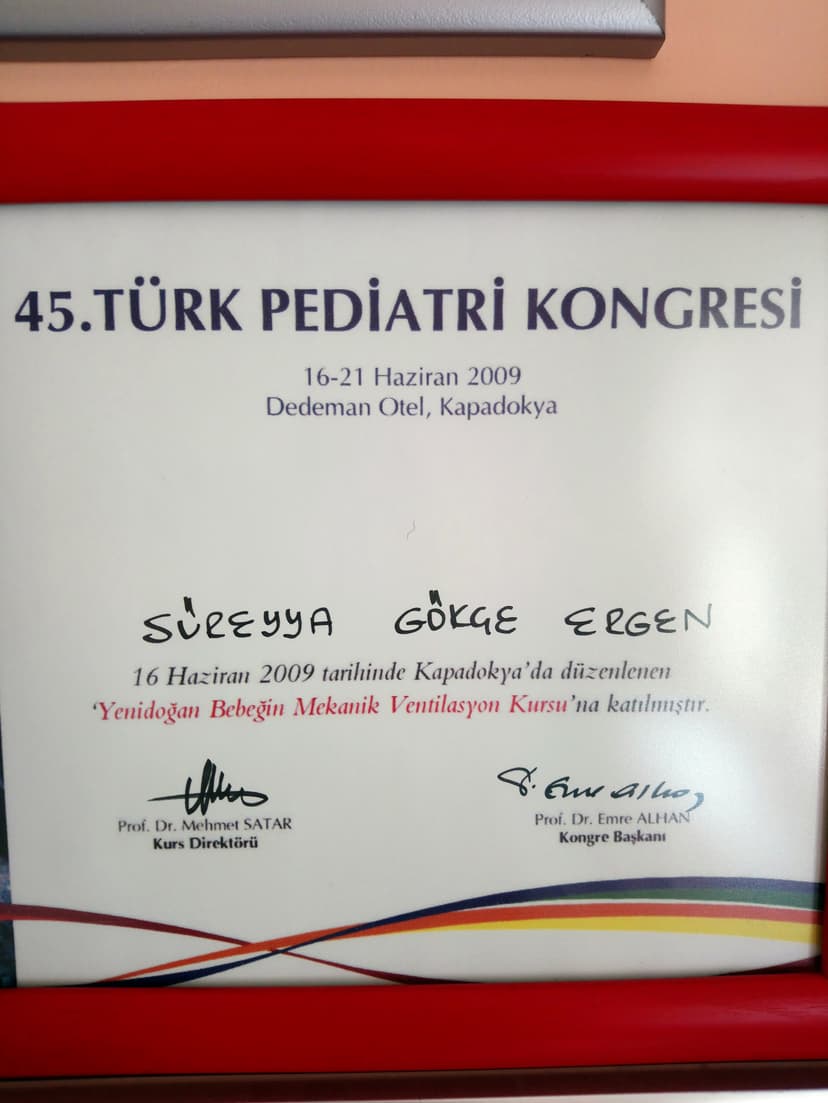 45.TÜRK PEDİATRİ KONGRESİ
16-21 Haziran 2009
Dedeman Otel, Kapadokya
SÜREYYA GÖKÇE ERGEN
16 Haziran 2009 tarihinde Kapadokya'da düzenlenen
'Yenidoğan Bebeğin Mekanik Ventilasyon Kursu'na katılmıştır.
Prof. Dr. Mehmet SATAR
Kurs Direktörü
Prof. Dr. Emre ALHAN
Kongre Başkanı